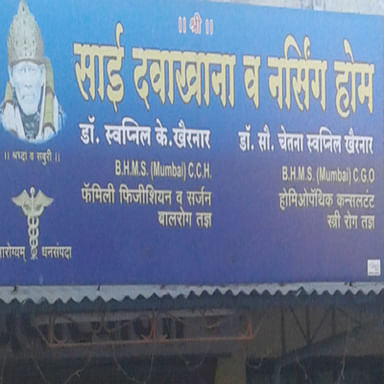 ॥ श्री ॥
साई दवाखाना व नर्सिंग होम
डॉ. स्वप्निल के. खैरनार
B.H.M.S. (Mumbai) C.C.H.
फॅमिली फिजीशियन व सर्जन
बालरोग तज्ञ
डॉ. सौ. चेतना स्वप्निल खैरनार
B.H.M.S. (Mumbai) C.G.O
होमिओपॅथिक कन्सलटंट
स्त्री रोग तज्ञ
॥ श्रध्दा व सबुरी ॥
आरोग्यम् धनसंपदा